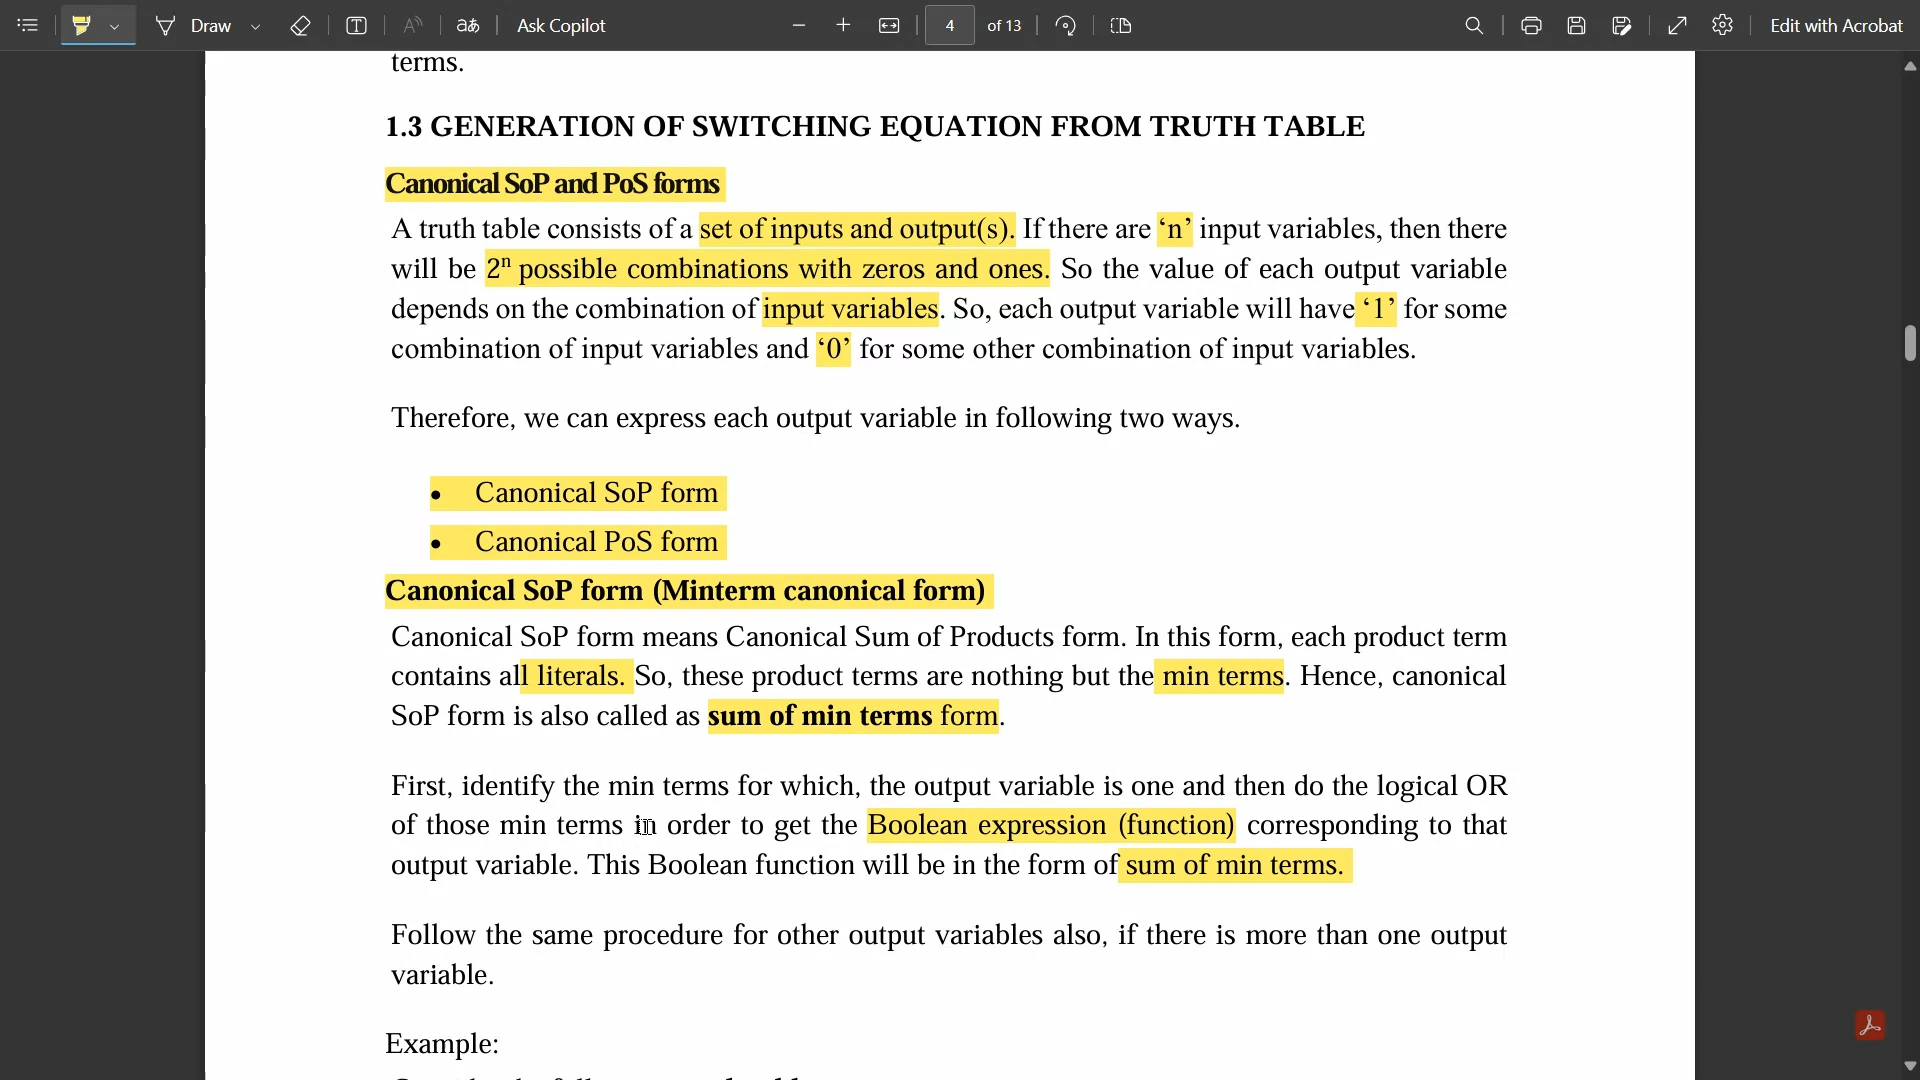 Draw
aあ
Ask Copilot
4 of 13
Edit with Acrobat
terms.
1.3 GENERATION OF SWITCHING EQUATION FROM TRUTH TABLE
Canonical SoP and PoS forms
A truth table consists of a set of inputs and output(s). If there are ‘n’ input variables, then there
will be 2ⁿ possible combinations with zeros and ones. So the value of each output variable
depends on the combination of input variables. So, each output variable will have ‘1’ for some
combination of input variables and ‘0’ for some other combination of input variables.
Therefore, we can express each output variable in following two ways.
• Canonical SoP form
• Canonical PoS form
Canonical SoP form (Minterm canonical form)
Canonical SoP form means Canonical Sum of Products form. In this form, each product term
contains all literals. So, these product terms are nothing but the min terms. Hence, canonical
SoP form is also called as sum of min terms form.
First, identify the min terms for which, the output variable is one and then do the logical OR
of those min terms in order to get the Boolean expression (function) corresponding to that
output variable. This Boolean function will be in the form of sum of min terms.
Follow the same procedure for other output variables also, if there is more than one output
variable.
Example: